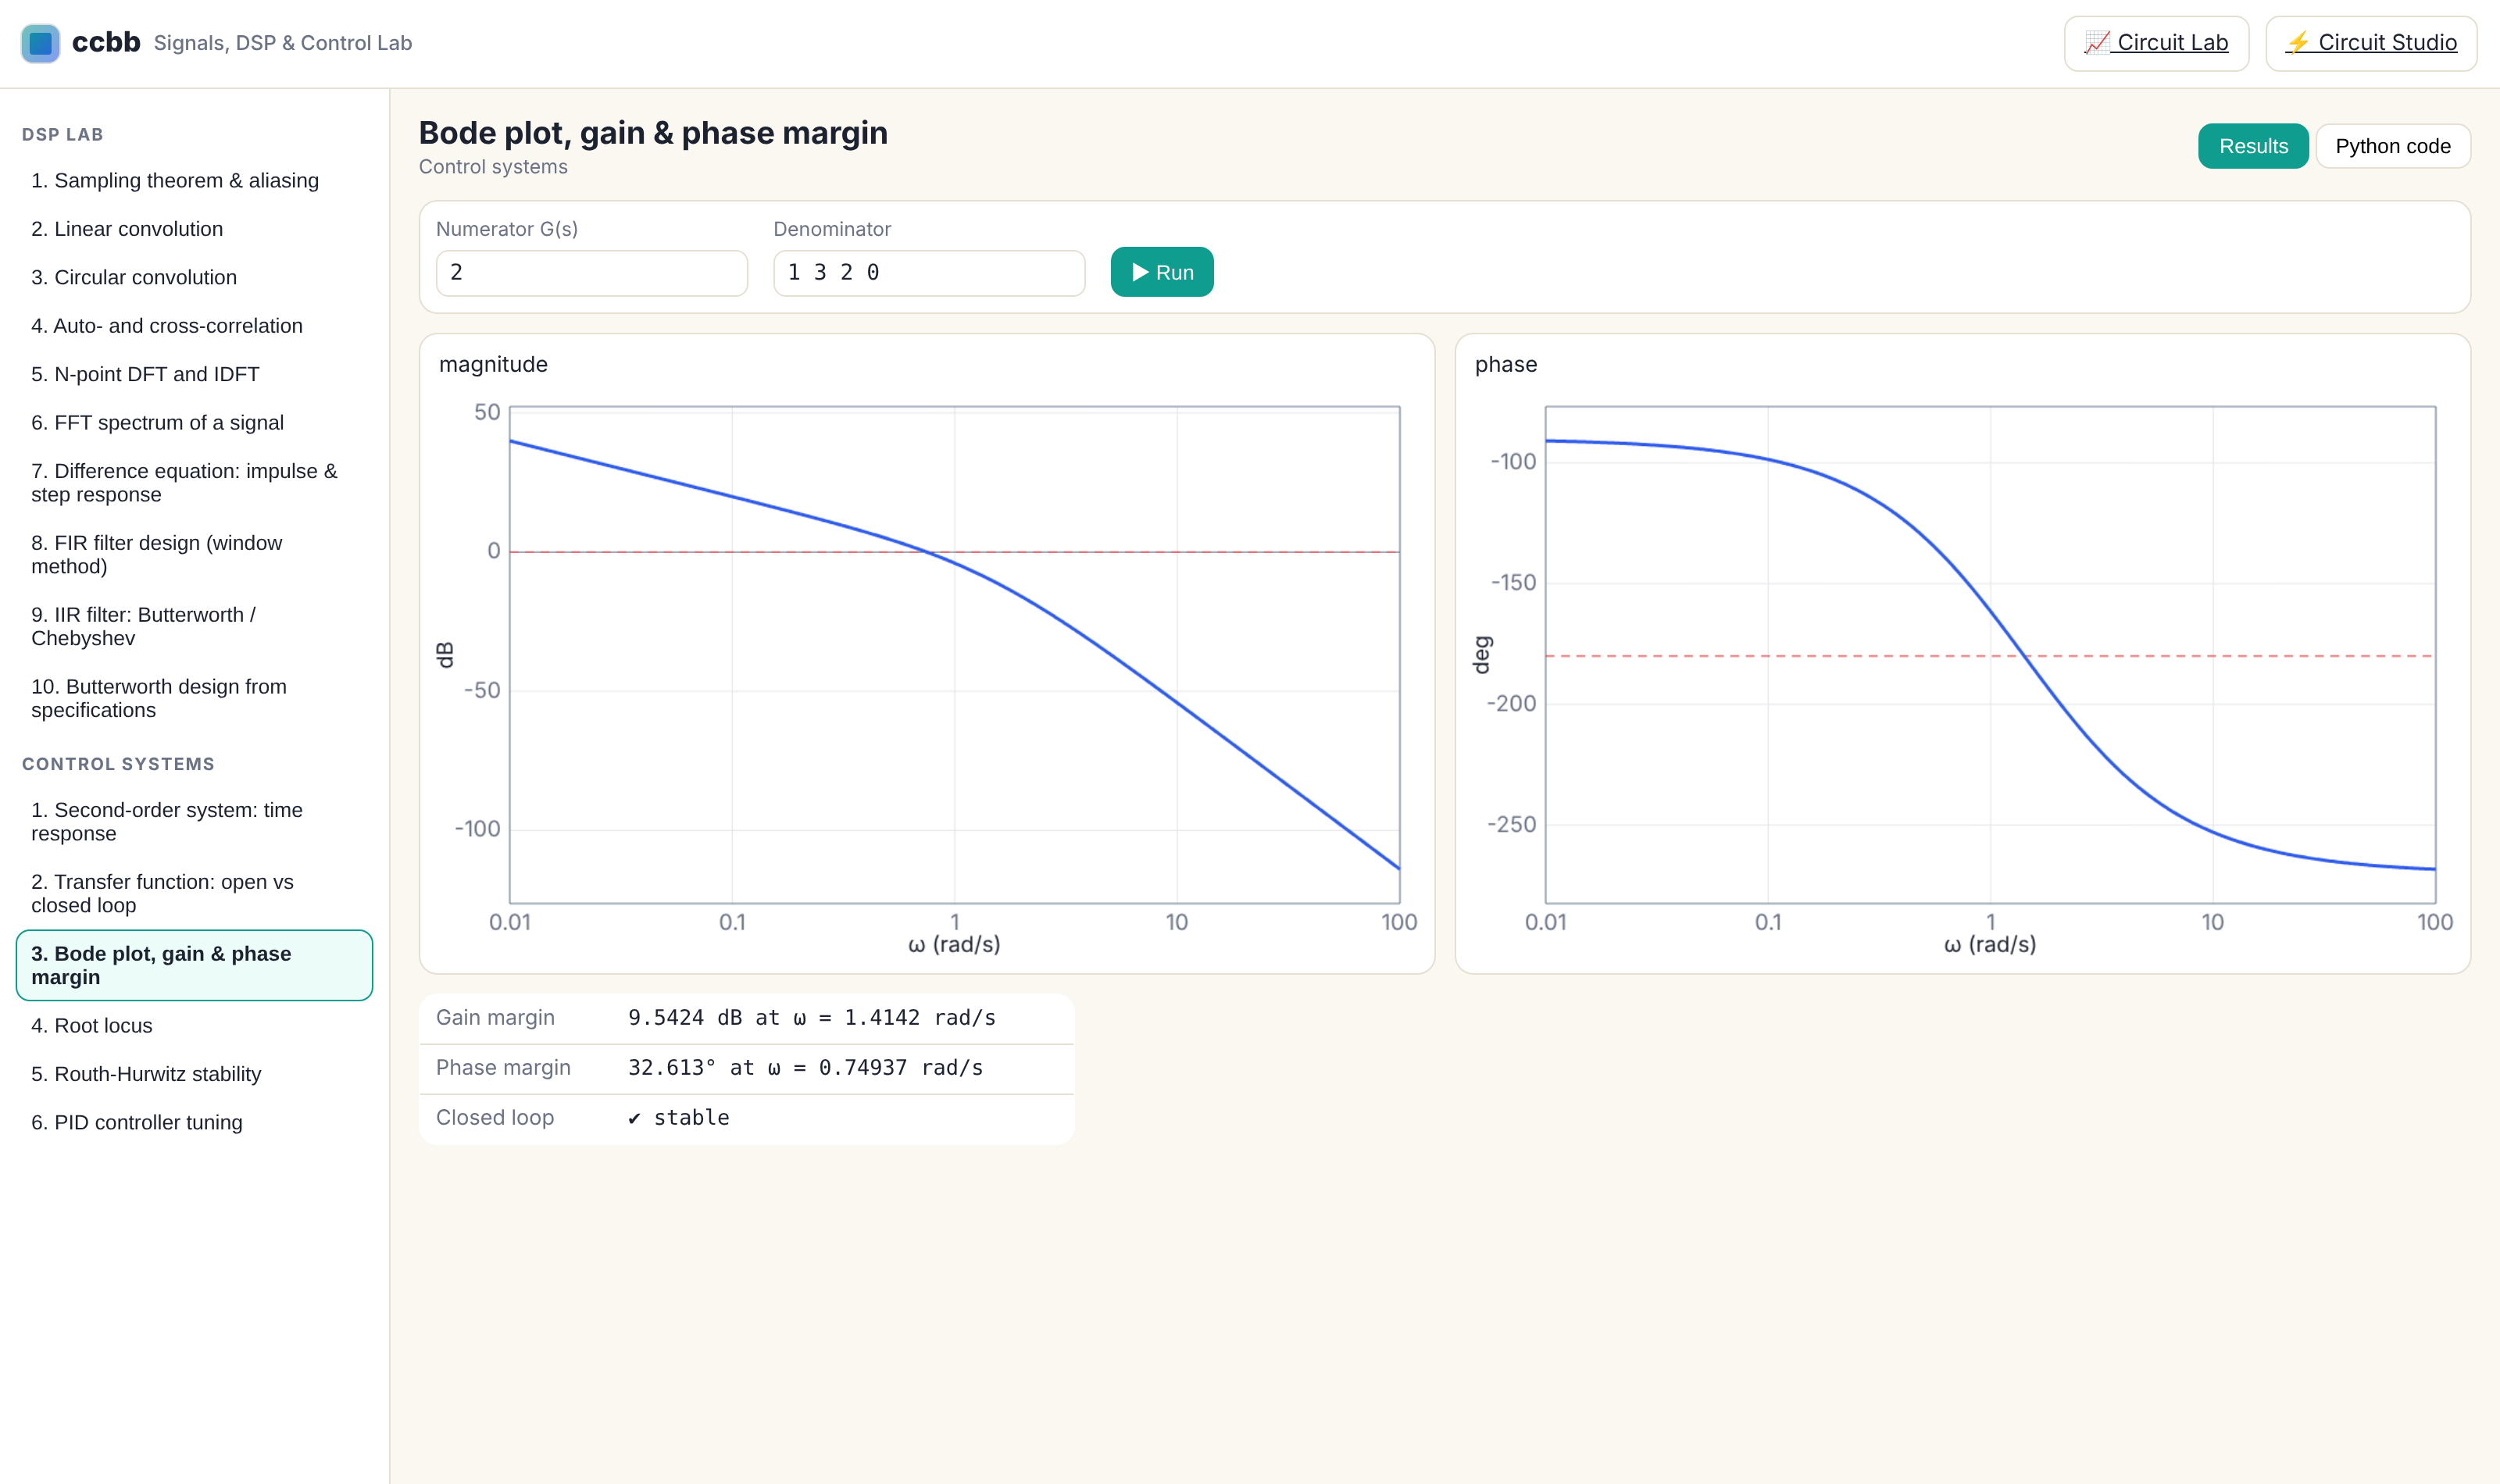 ccbb Signals, DSP & Control Lab
📈 Circuit Lab
⚡ Circuit Studio
DSP LAB
1. Sampling theorem & aliasing
2. Linear convolution
3. Circular convolution
4. Auto- and cross-correlation
5. N-point DFT and IDFT
6. FFT spectrum of a signal
7. Difference equation: impulse &
step response
8. FIR filter design (window
method)
9. IIR filter: Butterworth /
Chebyshev
10. Butterworth design from
specifications
CONTROL SYSTEMS
1. Second-order system: time
response
2. Transfer function: open vs
closed loop
3. Bode plot, gain & phase
margin
4. Root locus
5. Routh-Hurwitz stability
6. PID controller tuning
Bode plot, gain & phase margin
Control systems
Results
Python code
Numerator G(s)
2
Denominator
1 3 2 0
▶ Run
magnitude
50
0
-50
-100
dB
0.01 0.1 1 10 100
ω (rad/s)
phase
-100
-150
-200
-250
deg
0.01 0.1 1 10 100
ω (rad/s)
Gain margin 9.5424 dB at ω = 1.4142 rad/s
Phase margin 32.613° at ω = 0.74937 rad/s
Closed loop ✔ stable